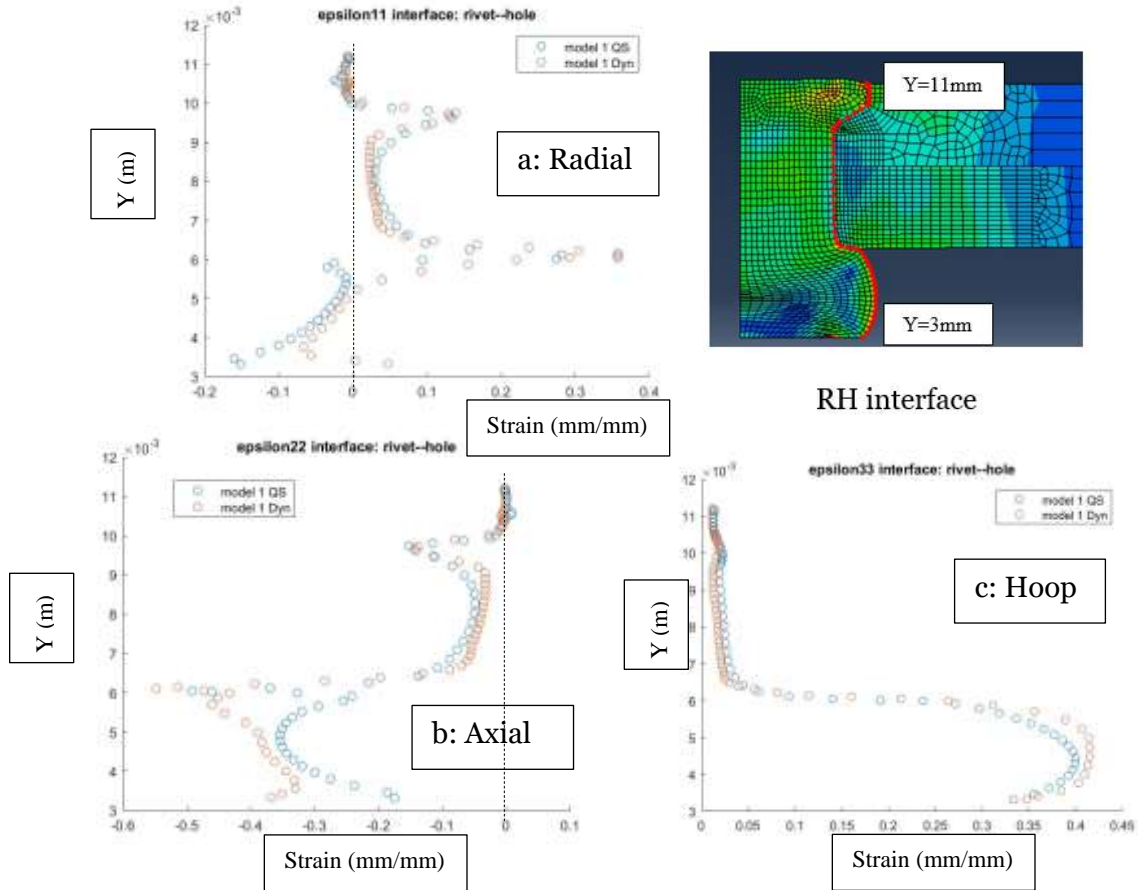 epsilon11 interface: rivet--hole
×10⁻³
12
11
10
9
8
7
6
5
4
3
Y (m)
model 1 QS
model 1 Dyn
a: Radial
-0.2
-0.1
0
0.1
0.2
0.3
0.4
Strain (mm/mm)
Y=11mm
Y=3mm
RH interface
epsilon22 interface: rivet--hole
×10⁻³
12
11
10
9
8
7
6
5
4
3
Y (m)
model 1 QS
model 1 Dyn
b: Axial
-0.6
-0.5
-0.4
-0.3
-0.2
-0.1
0
0.1
Strain (mm/mm)
epsilon33 interface: rivet--hole
×10⁻³
12
11
10
9
8
7
6
5
4
3
Y (m)
model 1 QS
model 1 Dyn
c: Hoop
0
0.05
0.1
0.15
0.2
0.25
0.3
0.35
0.4
0.45
Strain (mm/mm)